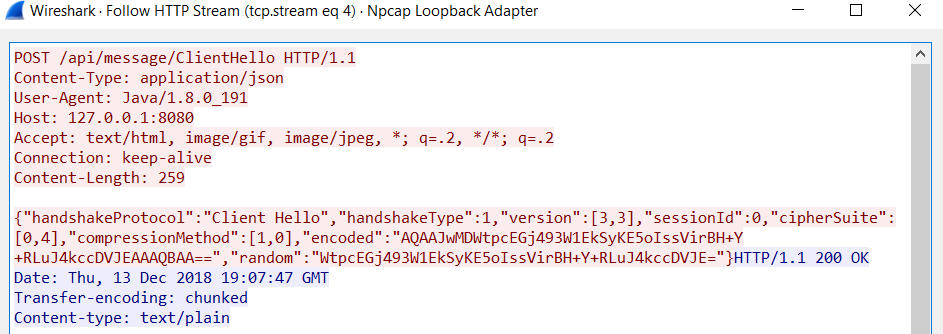 Wireshark · Follow HTTP Stream (tcp.stream eq 4) · Npcap Loopback Adapter
POST /api/message/ClientHello HTTP/1.1
Content-Type: application/json
User-Agent: Java/1.8.0_191
Host: 127.0.0.1:8080
Accept: text/html, image/gif, image/jpeg, *; q=.2, */*; q=.2
Connection: keep-alive
Content-Length: 259
{"handshakeProtocol":"Client Hello","handshakeType":1,"version":[3,3],"sessionId":0,"cipherSuite":
[0,4],"compressionMethod":[1,0],"encoded":"AQAAJwMDWtpcEGj493W1EkSyKE5oIssVirBH+Y
+RLuJ4kccDVJEAAAQBAA==","random":"WtpcEGj493W1EkSyKE5oIssVirBH+Y+RLuJ4kccDVJE="}HTTP/1.1 200 OK
Date: Thu, 13 Dec 2018 19:07:47 GMT
Transfer-encoding: chunked
Content-type: text/plain